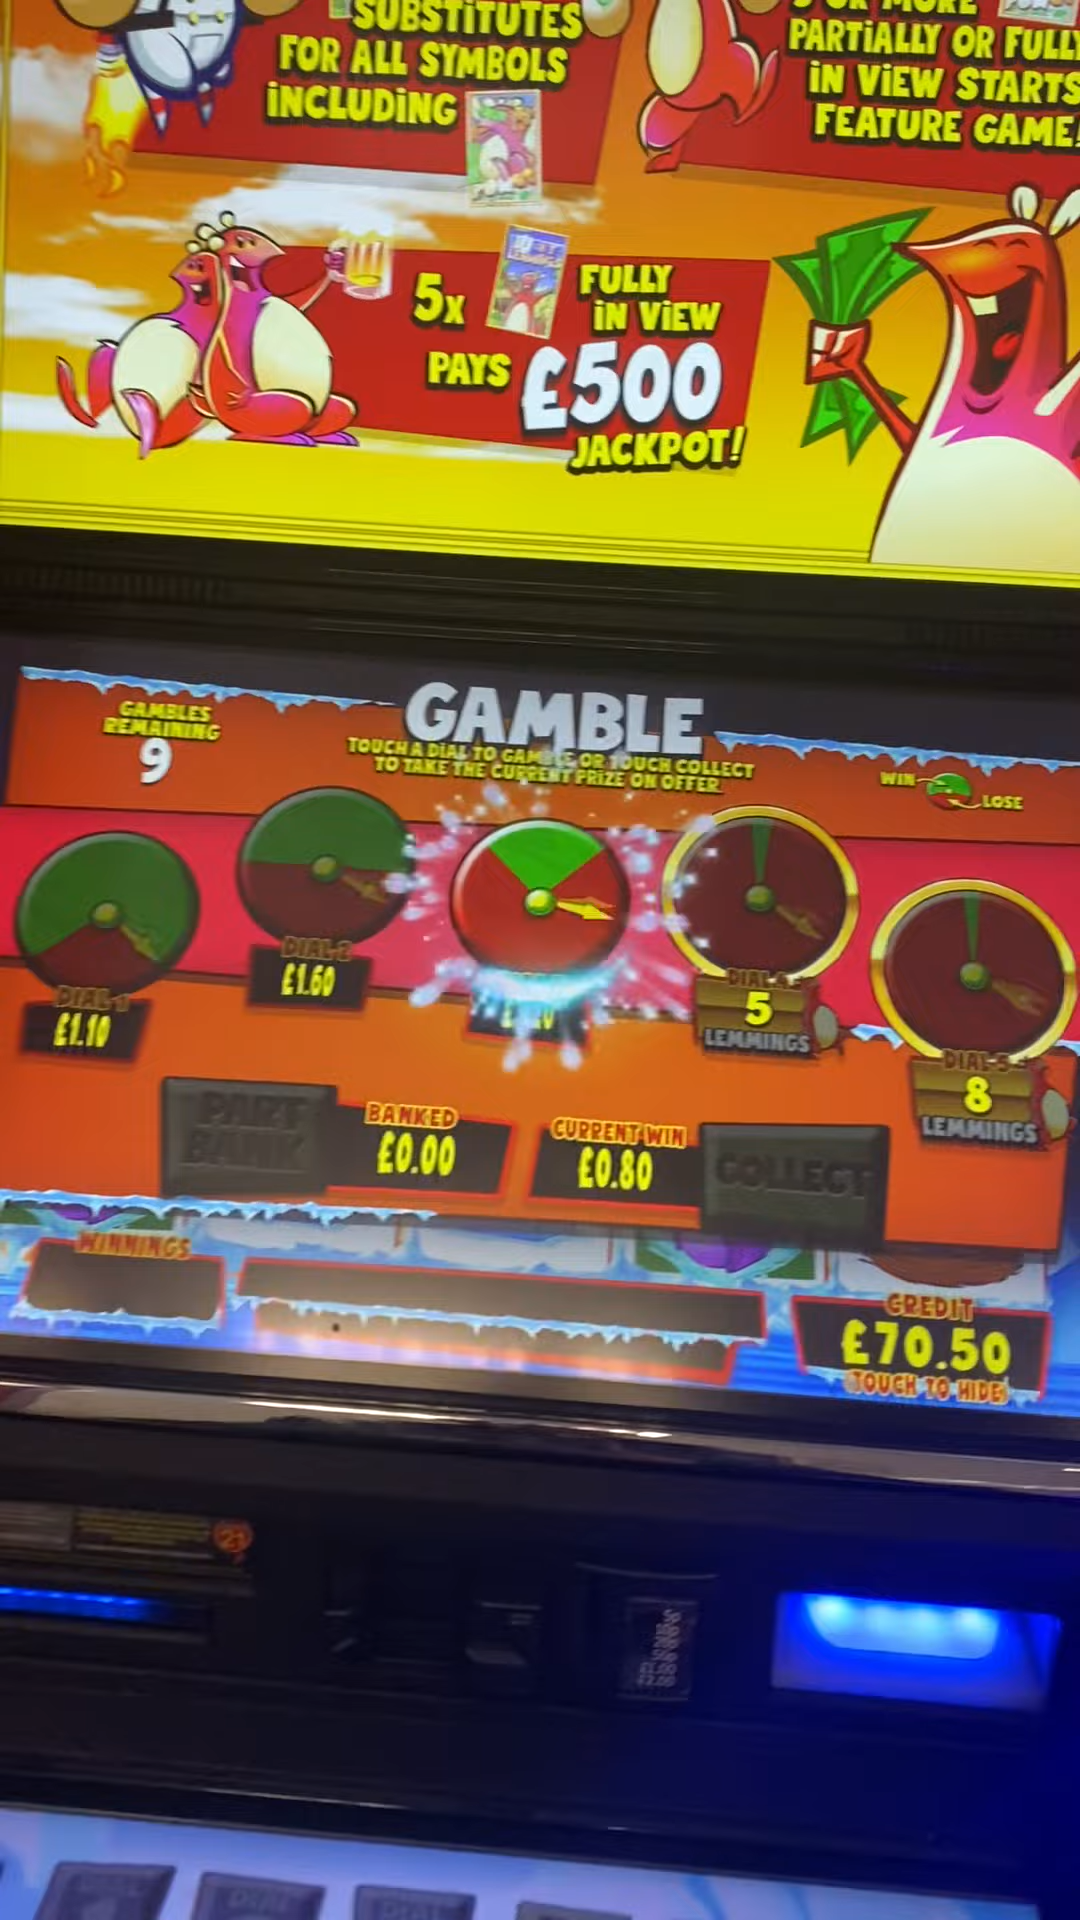 SUBSTITUTES
FOR ALL SYMBOLS
INCLUDING
PARTIALLY OR FULLY
IN VIEW STARTS
FEATURE GAME!
5x
FULLY
IN VIEW
PAYS
£500
JACKPOT!
GAMBLES
REMAINING
9
GAMBLE
TOUCH A DIAL TO GAMBLE OR TOUCH COLLECT
TO TAKE THE CURRENT PRIZE ON OFFER.
WIN
LOSE
DIAL 1
£1.10
DIAL 2
£1.60
DIAL 4
5
LEMMINGS
DIAL 5
8
LEMMINGS
PART
BANK
BANKED
£0.00
CURRENT WIN
£0.80
COLLECT
WINNINGS
CREDIT
£70.50
(TOUCH TO HIDE)